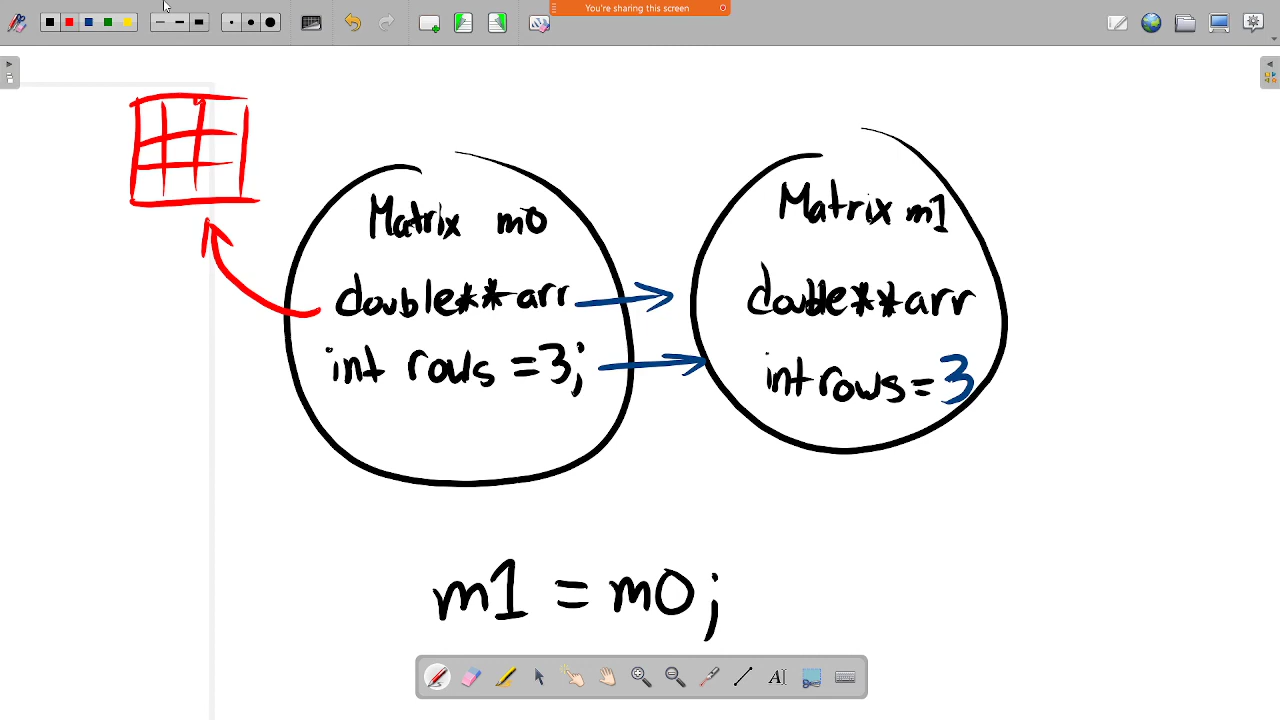 You're sharing this screen
Matrix m0
double**arr
int rows =3;
Matrix m1
double**arr
int rows=3
m1 = m0;
A